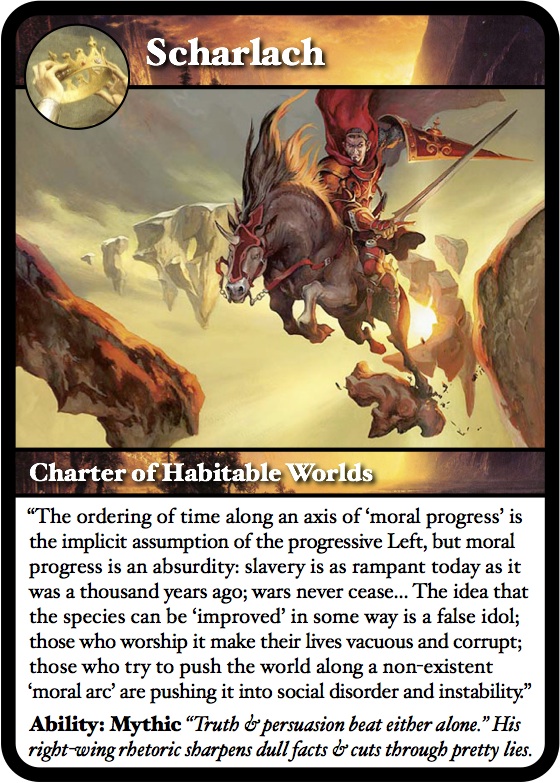 Scharlach
Charter of Habitable Worlds
“The ordering of time along an axis of ‘moral progress’ is
the implicit assumption of the progressive Left, but moral
progress is an absurdity: slavery is as rampant today as it
was a thousand years ago; wars never cease... The idea that
the species can be ‘improved’ in some way is a false idol;
those who worship it make their lives vacuous and corrupt;
those who try to push the world along a non-existent
‘moral arc’ are pushing it into social disorder and instability.”
Ability: Mythic “Truth & persuasion beat either alone.” His
right-wing rhetoric sharpens dull facts & cuts through pretty lies.